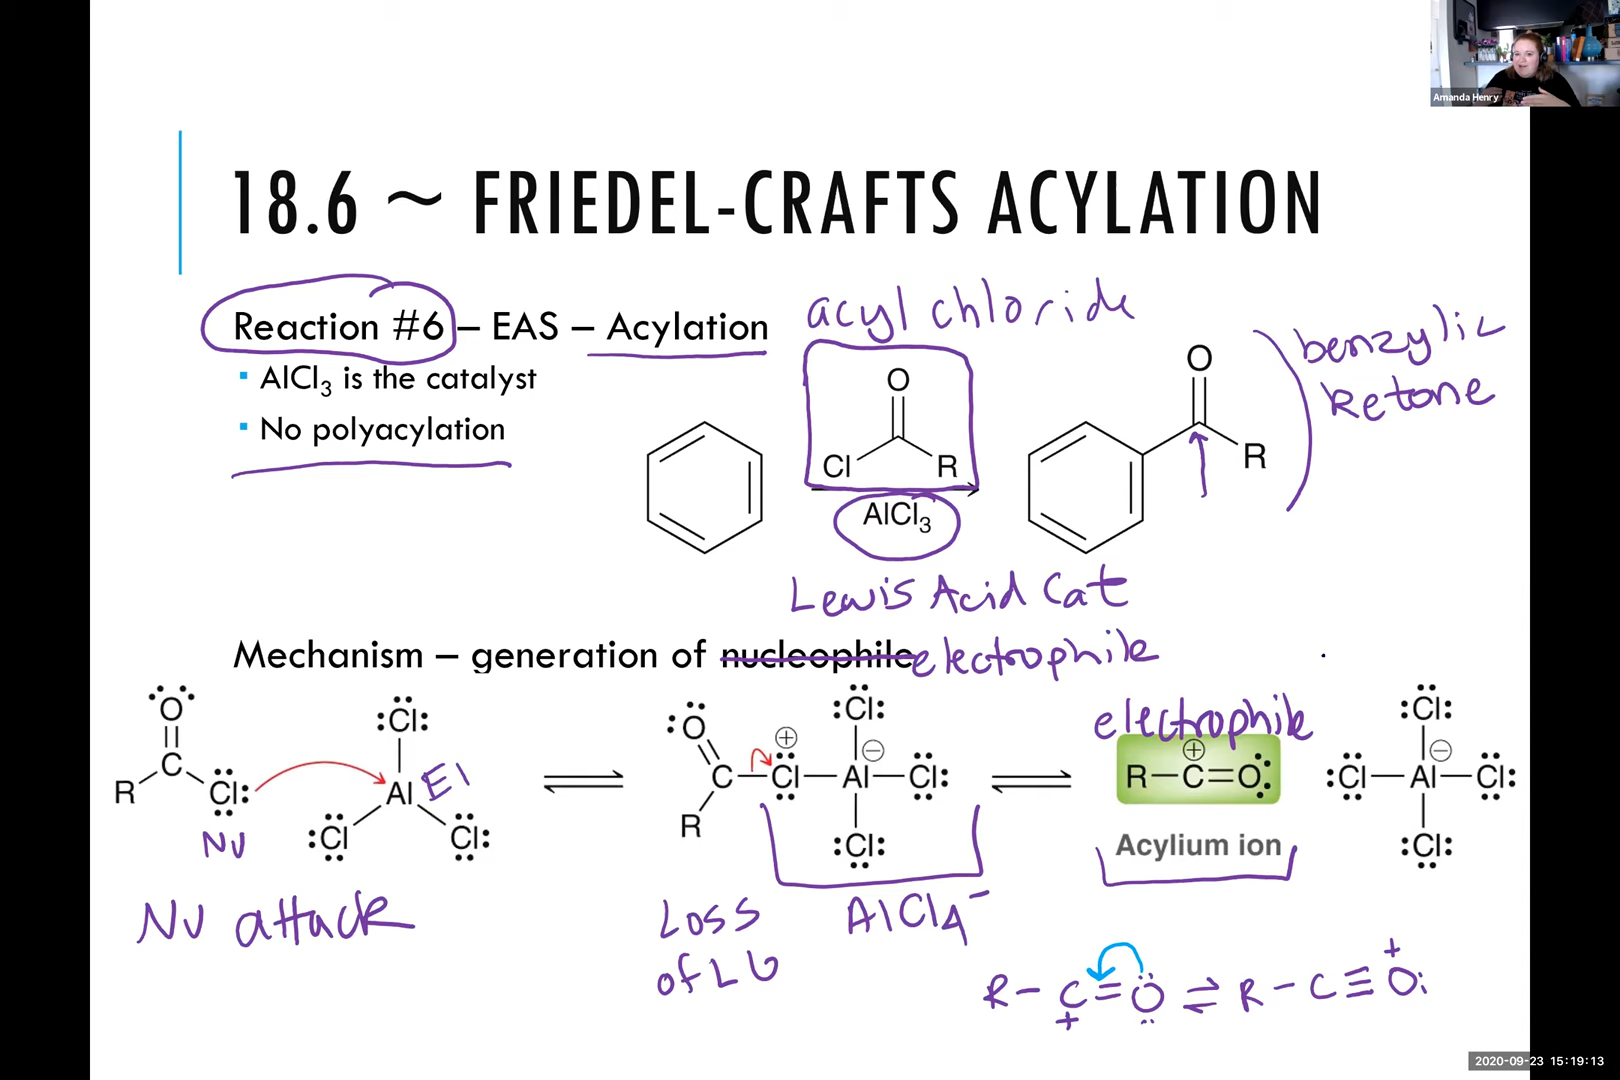 Amanda Henry
18.6 ~ FRIEDEL-CRAFTS ACYLATION
Reaction #6 – EAS – Acylation
AlCl3 is the catalyst
No polyacylation
acyl chloride
O
Cl
R
AlCl3
Lewis Acid Cat
O
R
benzylic
ketone
Mechanism – generation of nucleophile electrophile
:O:
C
R
:Cl:
Nu
:Cl:
Al
El
:Cl
Cl:
Nu attack
:O
C
R
⊕
Cl
:Cl:
Al
⊖
Cl:
:Cl:
Loss
of LG
AlCl4⁻
electrophile
⊕
R—C=O:
Acylium ion
:Cl:
⊖
:Cl—Al—Cl:
:Cl:
R-C=O ⇌ R-C≡O:
+
+
2020-09-23 15:19:13